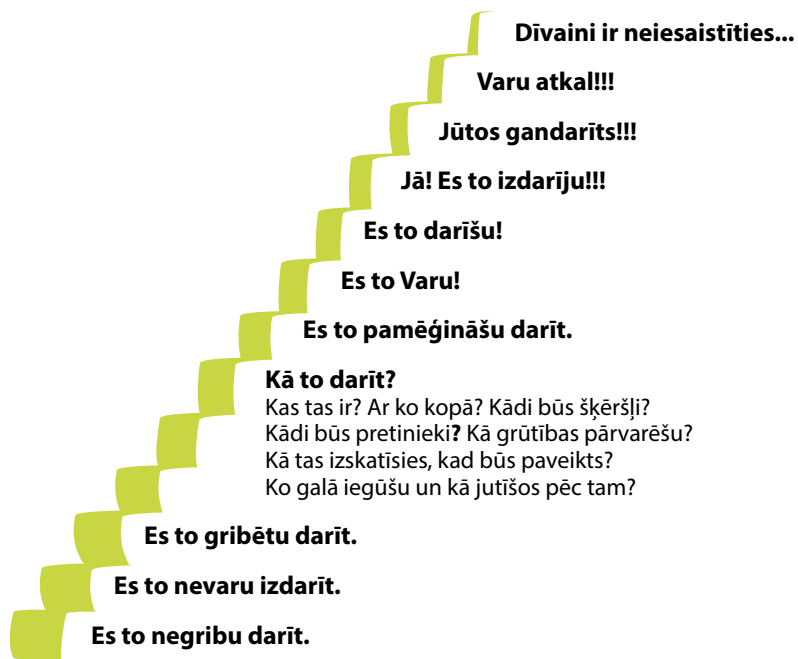 Dīvaini ir neiesaistīties...
Varu atkal!!!
Jūtos gandarīts!!!
Jā! Es to izdarīju!!!
Es to darīšu!
Es to Varu!
Es to pamēģināšu darīt.
Kā to darīt?
Kas tas ir? Ar ko kopā? Kādi būs šķēršļi?
Kādi būs pretinieki? Kā grūtības pārvarēšu?
Kā tas izskatīsies, kad būs paveikts?
Ko galā iegūšu un kā jutīšos pēc tam?
Es to gribētu darīt.
Es to nevaru izdarīt.
Es to negribu darīt.